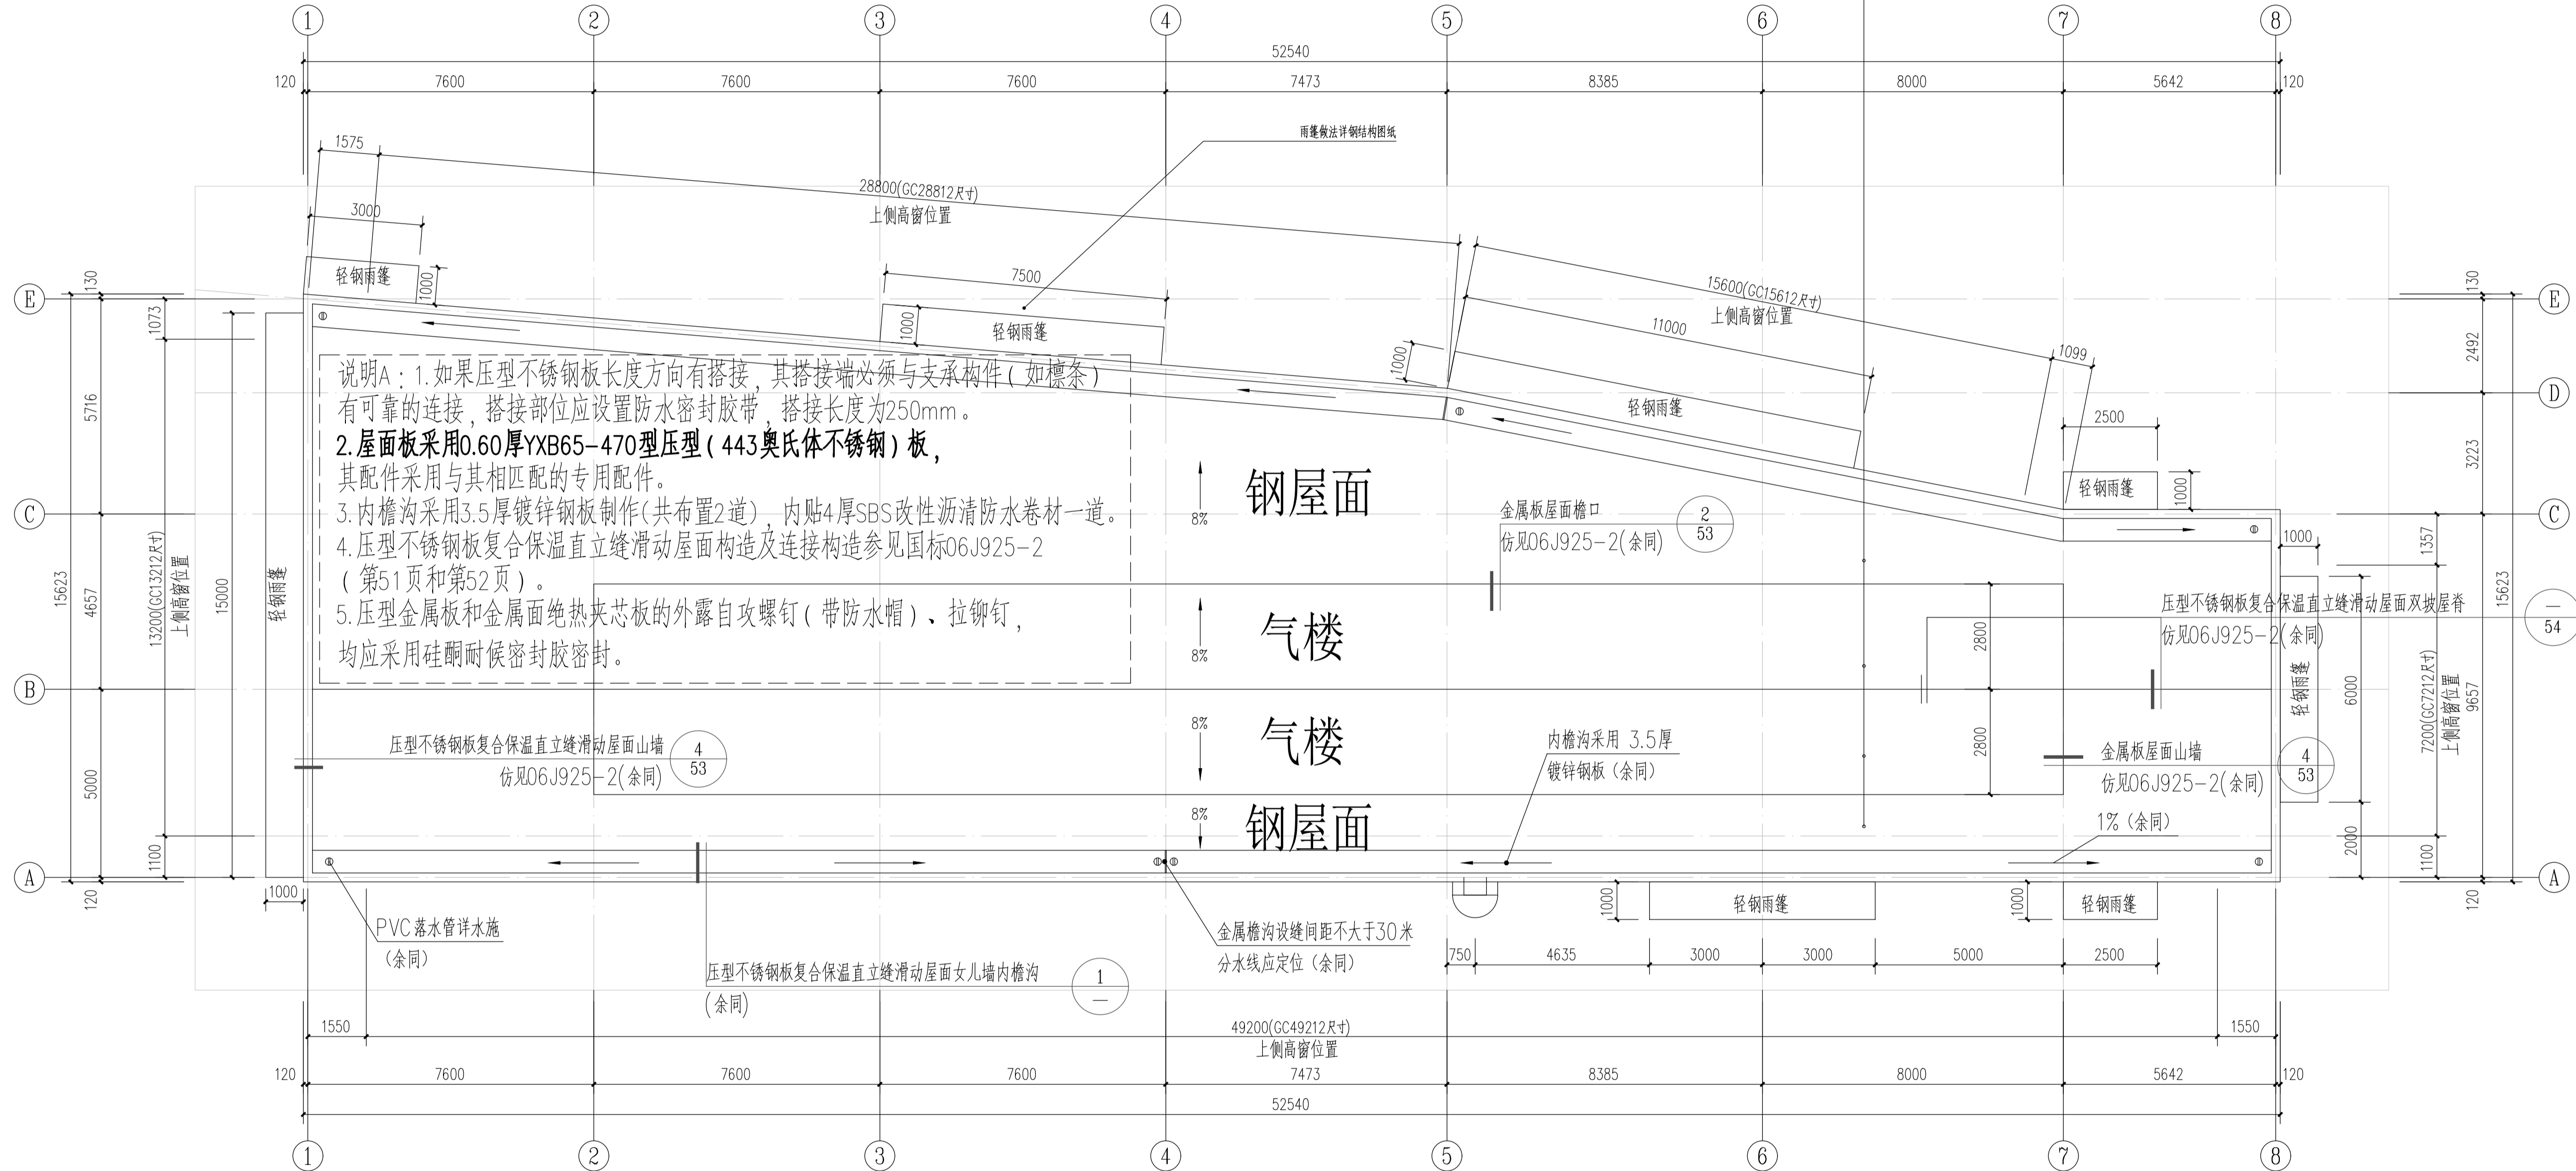 1 2 3 4 5 6 7 8
52540
120 7600 7600 7600 7473 8385 8000 5642 120
雨篷做法详钢结构图纸
1575
28800(GC28812尺寸)
上侧高窗位置
3000
轻钢雨篷
1000
7500
1000
轻钢雨篷
15600(GC15612尺寸)
上侧高窗位置
11000
1099
1000
轻钢雨篷
2500
轻钢雨篷
1000
E
C
B
A
130
5716
4657
5000
120
15623
1073
13200(GC13212尺寸)
上侧高窗位置
1100
15000
轻钢雨篷
1000
说明A：1.如果压型不锈钢板长度方向有搭接，其搭接端必须与支承构件(如檩条)
有可靠的连接，搭接部位应设置防水密封胶带，搭接长度为250mm。
2.屋面板采用0.60厚YXB65-470型压型(443奥氏体不锈钢)板，
其配件采用与其相匹配的专用配件。
3.内檐沟采用3.5厚镀锌钢板制作(共布置2道)，内贴4厚SBS改性沥清防水卷材一道。
4.压型不锈钢板复合保温直立缝滑动屋面构造及连接构造参见国标06J925-2
(第51页和第52页)。
5.压型金属板和金属面绝热夹芯板的外露自攻螺钉(带防水帽)、拉铆钉，
均应采用硅酮耐候密封胶密封。
8%
钢屋面
8%
气楼
8%
气楼
8%
钢屋面
金属板屋面檐口
仿见06J925-2(余同)
2
53
2800
2800
压型不锈钢板复合保温直立缝滑动屋面双坡屋脊
仿见06J925-2(余同)
—
54
压型不锈钢板复合保温直立缝滑动屋面山墙
仿见06J925-2(余同)
4
53
内檐沟采用 3.5厚
镀锌钢板（余同）
金属板屋面山墙
仿见06J925-2(余同)
4
53
1%（余同）
1000
轻钢雨篷
6000
2000
1357
7200(GC7212尺寸)
上侧高窗位置
1100
130
2492
3223
9657
120
15623
E
D
C
A
PVC落水管详水施
（余同）
压型不锈钢板复合保温直立缝滑动屋面女儿墙内檐沟
(余同)
1
—
金属檐沟设缝间距不大于30米
分水线应定位（余同）
1000
轻钢雨篷
1000
轻钢雨篷
750 4635 3000 3000 5000 2500
1550 49200(GC49212尺寸) 1550
上侧高窗位置
120 7600 7600 7600 7473 8385 8000 5642 120
52540
1 2 3 4 5 6 7 8